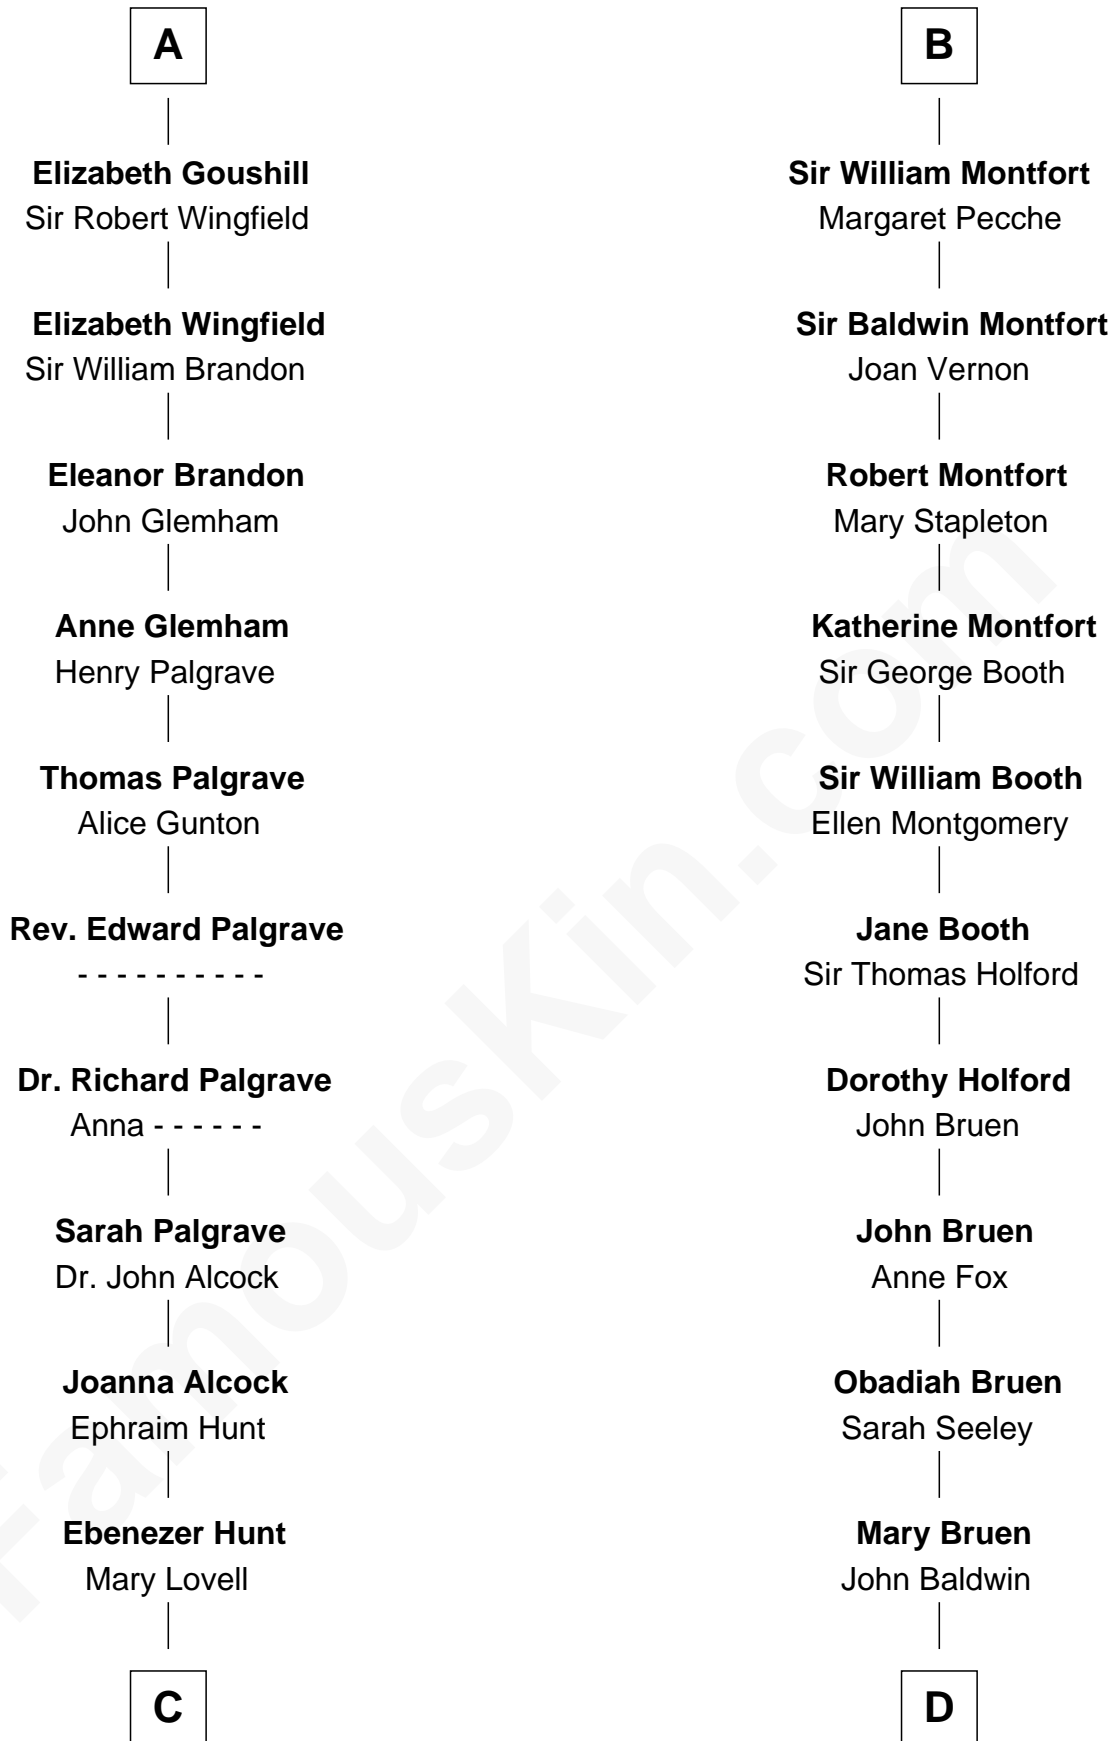 A
Elizabeth Goushill
Sir Robert Wingfield
Elizabeth Wingfield
Sir William Brandon
Eleanor Brandon
John Glemham
Anne Glemham
Henry Palgrave
Thomas Palgrave
Alice Gunton
Rev. Edward Palgrave
- - - - - - - - - -
Dr. Richard Palgrave
Anna - - - - - -
Sarah Palgrave
Dr. John Alcock
Joanna Alcock
Ephraim Hunt
Ebenezer Hunt
Mary Lovell
C
B
Sir William Montfort
Margaret Pecche
Sir Baldwin Montfort
Joan Vernon
Robert Montfort
Mary Stapleton
Katherine Montfort
Sir George Booth
Sir William Booth
Ellen Montgomery
Jane Booth
Sir Thomas Holford
Dorothy Holford
John Bruen
John Bruen
Anne Fox
Obadiah Bruen
Sarah Seeley
Mary Bruen
John Baldwin
D
FamousKin.com